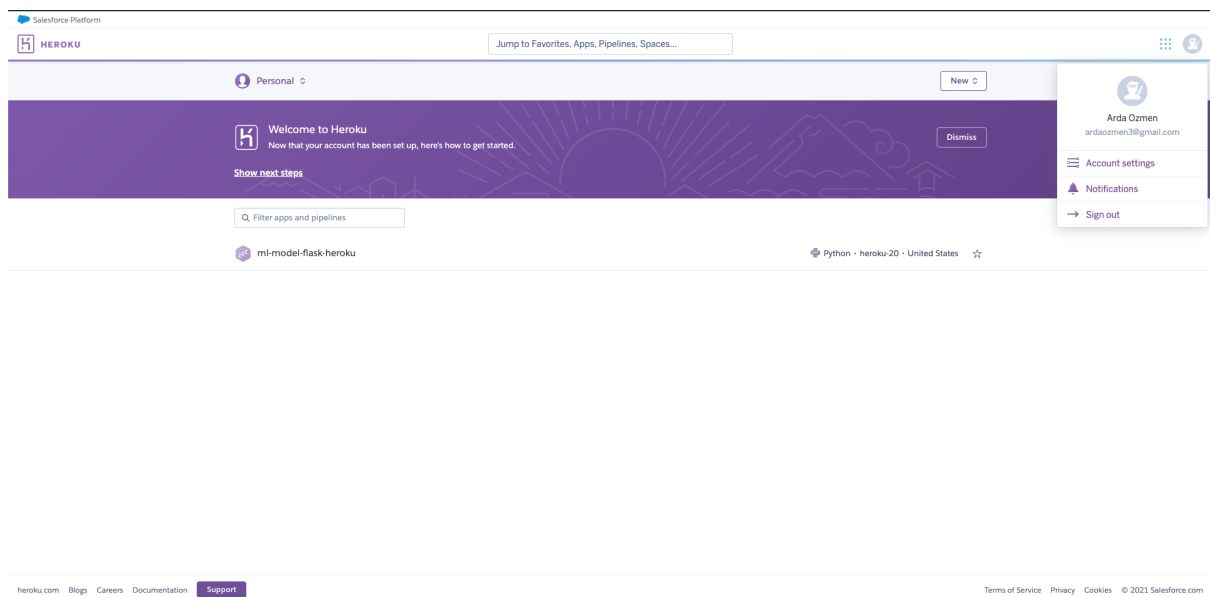 Salesforce Platform
HEROKU
Jump to Favorites, Apps, Pipelines, Spaces...
Personal
New
Arda Ozmen
ardaozmen3@gmail.com
Account settings
Notifications
Sign out
Welcome to Heroku
Now that your account has been set up, here's how to get started.
Dismiss
Show next steps
Filter apps and pipelines
ml-model-flask-heroku
Python · heroku-20 · United States
heroku.com Blogs Careers Documentation Support
Terms of Service Privacy Cookies © 2021 Salesforce.com